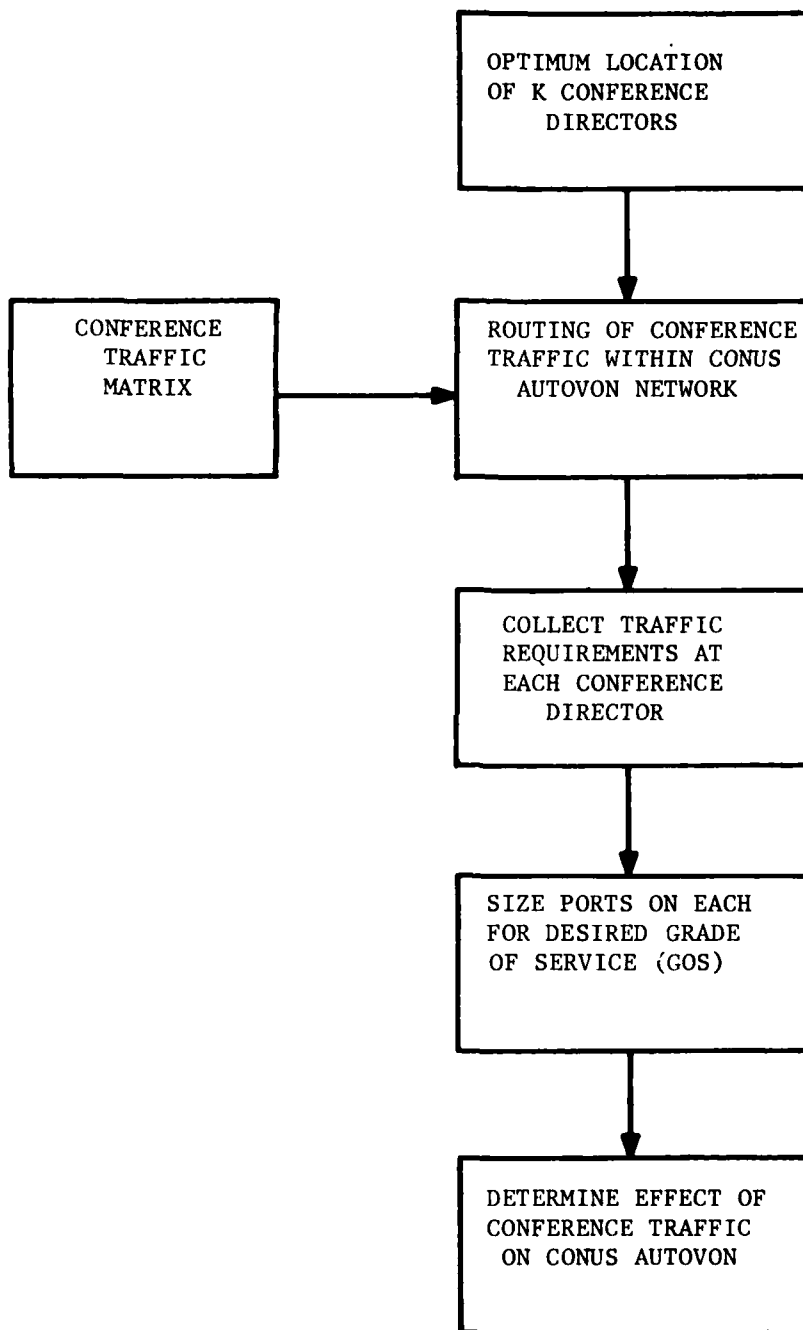 OPTIMUM LOCATION
OF K CONFERENCE
DIRECTORS
CONFERENCE
TRAFFIC
MATRIX
ROUTING OF CONFERENCE
TRAFFIC WITHIN CONUS
AUTOVON NETWORK
COLLECT TRAFFIC
REQUIREMENTS AT
EACH CONFERENCE
DIRECTOR
SIZE PORTS ON EACH
FOR DESIRED GRADE
OF SERVICE (GOS)
DETERMINE EFFECT OF
CONFERENCE TRAFFIC
ON CONUS AUTOVON